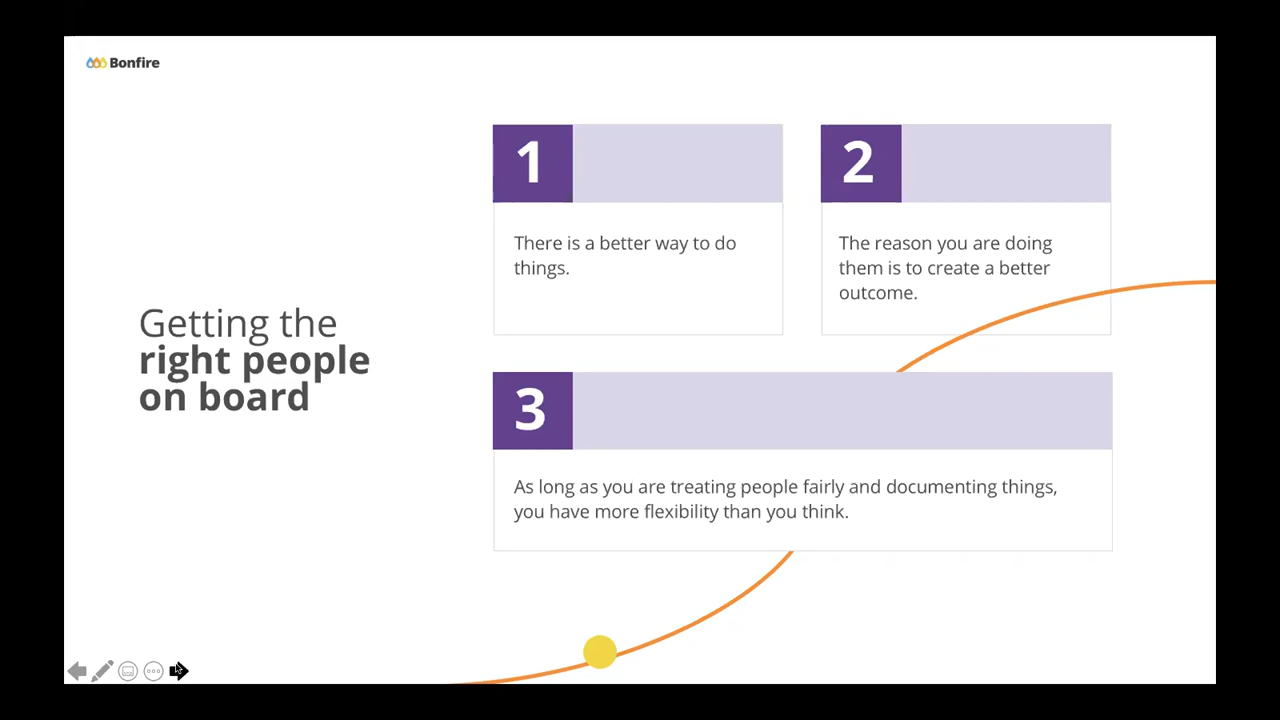 Bonfire
Getting the
right people
on board
1
There is a better way to do
things.
2
The reason you are doing
them is to create a better
outcome.
3
As long as you are treating people fairly and documenting things,
you have more flexibility than you think.